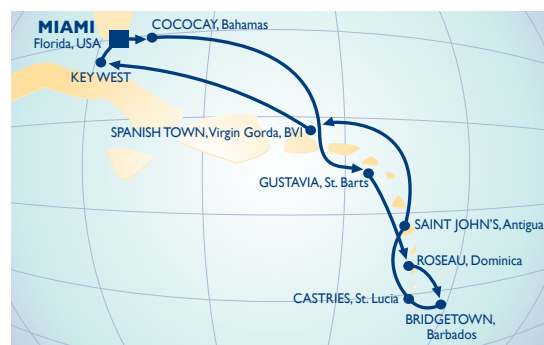 MIAMI
Florida, USA
COCOCAY, Bahamas
KEY WEST
SPANISH TOWN, Virgin Gorda, BVI
GUSTAVIA, St. Barts
SAINT JOHN'S, Antigua
ROSEAU, Dominica
CASTRIES, St. Lucia
BRIDGETOWN,
Barbados